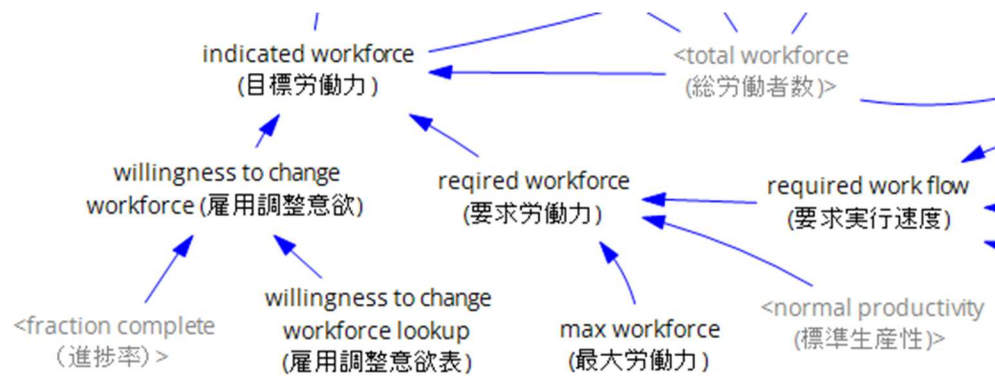 indicated workforce
(目標労働力)
<total workforce
(総労働者数)>
willingness to change
workforce (雇用調整意欲)
reqired workforce
(要求労働力)
required work flow
(要求実行速度)
<fraction complete
(進捗率)>
willingness to change
workforce lookup
(雇用調整意欲表)
max workforce
(最大労働力)
<normal productivity
(標準生産性)>